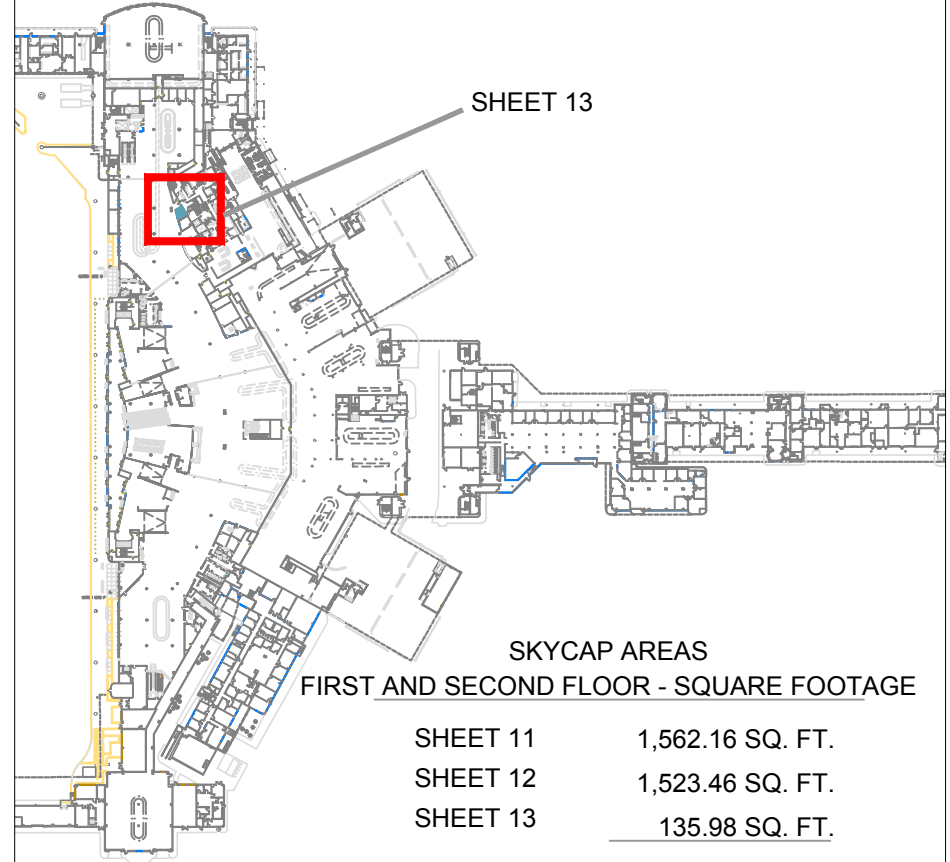 SHEET 13
SKYCAP AREAS
FIRST AND SECOND FLOOR - SQUARE FOOTAGE
SHEET 11 1,562.16 SQ. FT.
SHEET 12 1,523.46 SQ. FT.
SHEET 13 135.98 SQ. FT.